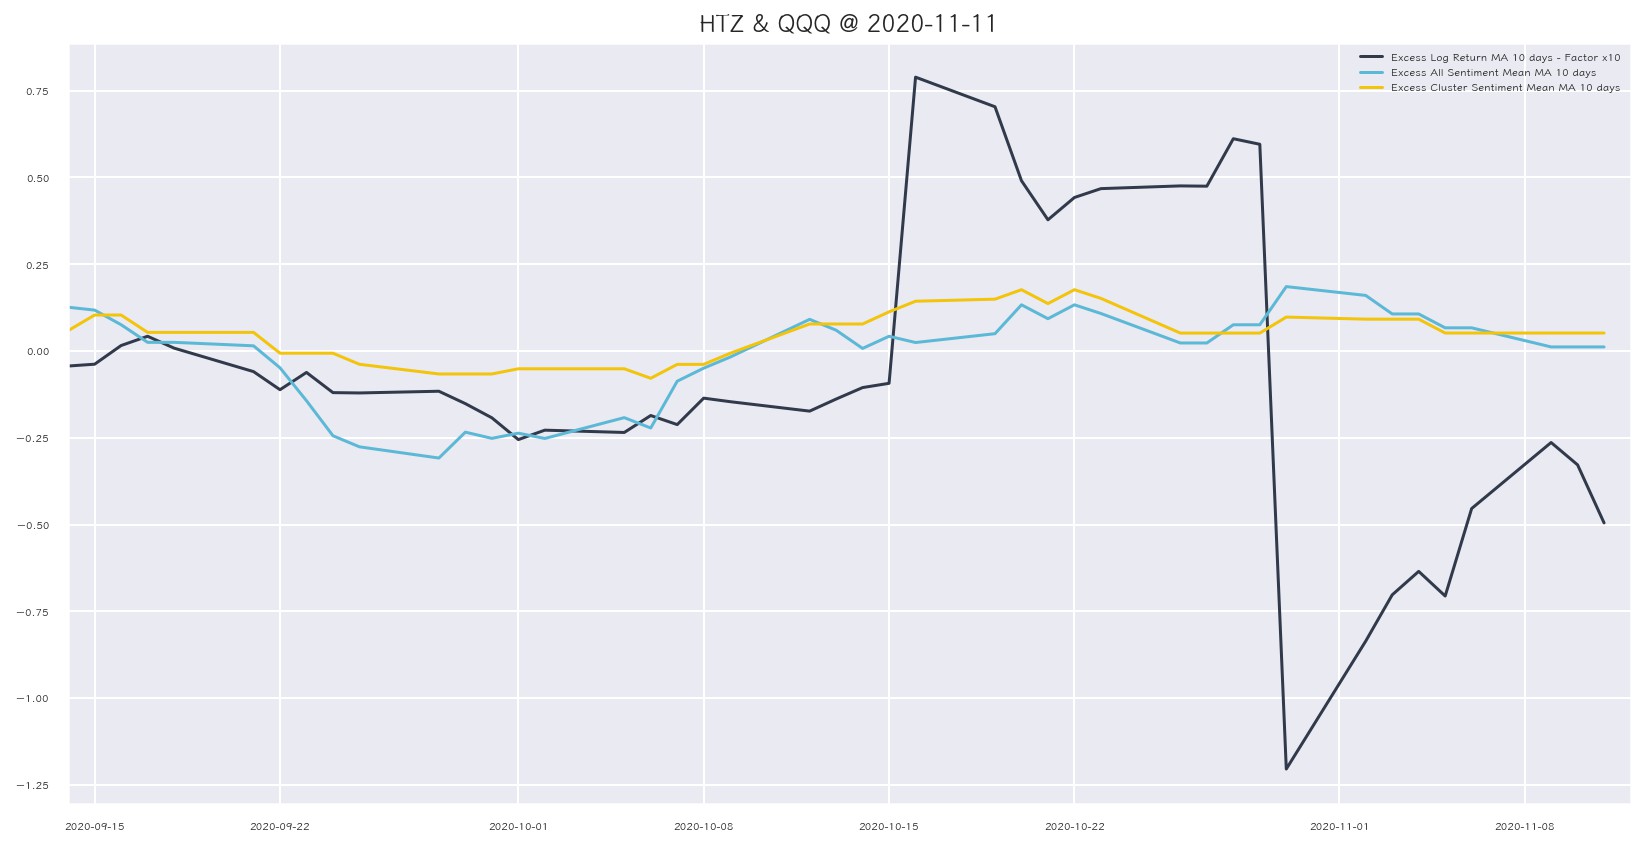 HTZ & QQQ @ 2020-11-11
Excess Log Return MA 10 days - Factor x10
Excess All Sentiment Mean MA 10 days
Excess Cluster Sentiment Mean MA 10 days
0.75
0.50
0.25
0.00
−0.25
−0.50
−0.75
−1.00
−1.25
2020-09-15 2020-09-22 2020-10-01 2020-10-08 2020-10-15 2020-10-22 2020-11-01 2020-11-08